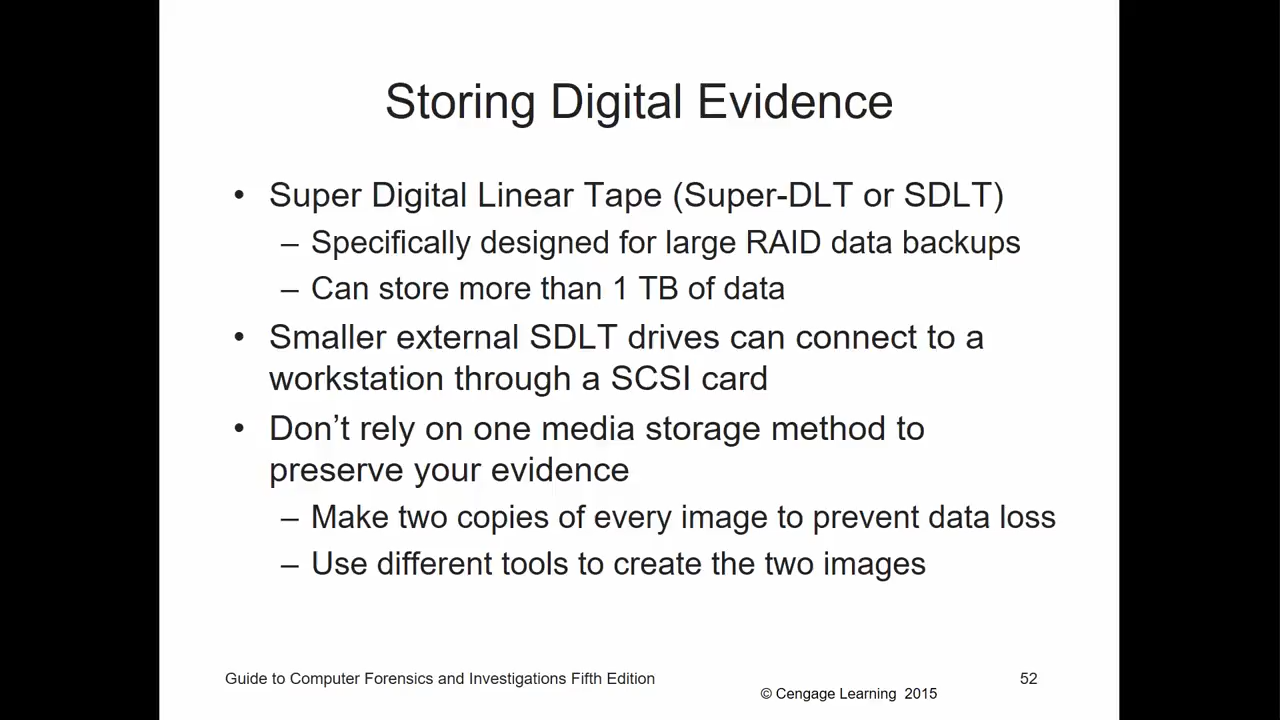 Storing Digital Evidence
• Super Digital Linear Tape (Super-DLT or SDLT)
– Specifically designed for large RAID data backups
– Can store more than 1 TB of data
• Smaller external SDLT drives can connect to a
workstation through a SCSI card
• Don’t rely on one media storage method to
preserve your evidence
– Make two copies of every image to prevent data loss
– Use different tools to create the two images
Guide to Computer Forensics and Investigations Fifth Edition
52
© Cengage Learning 2015